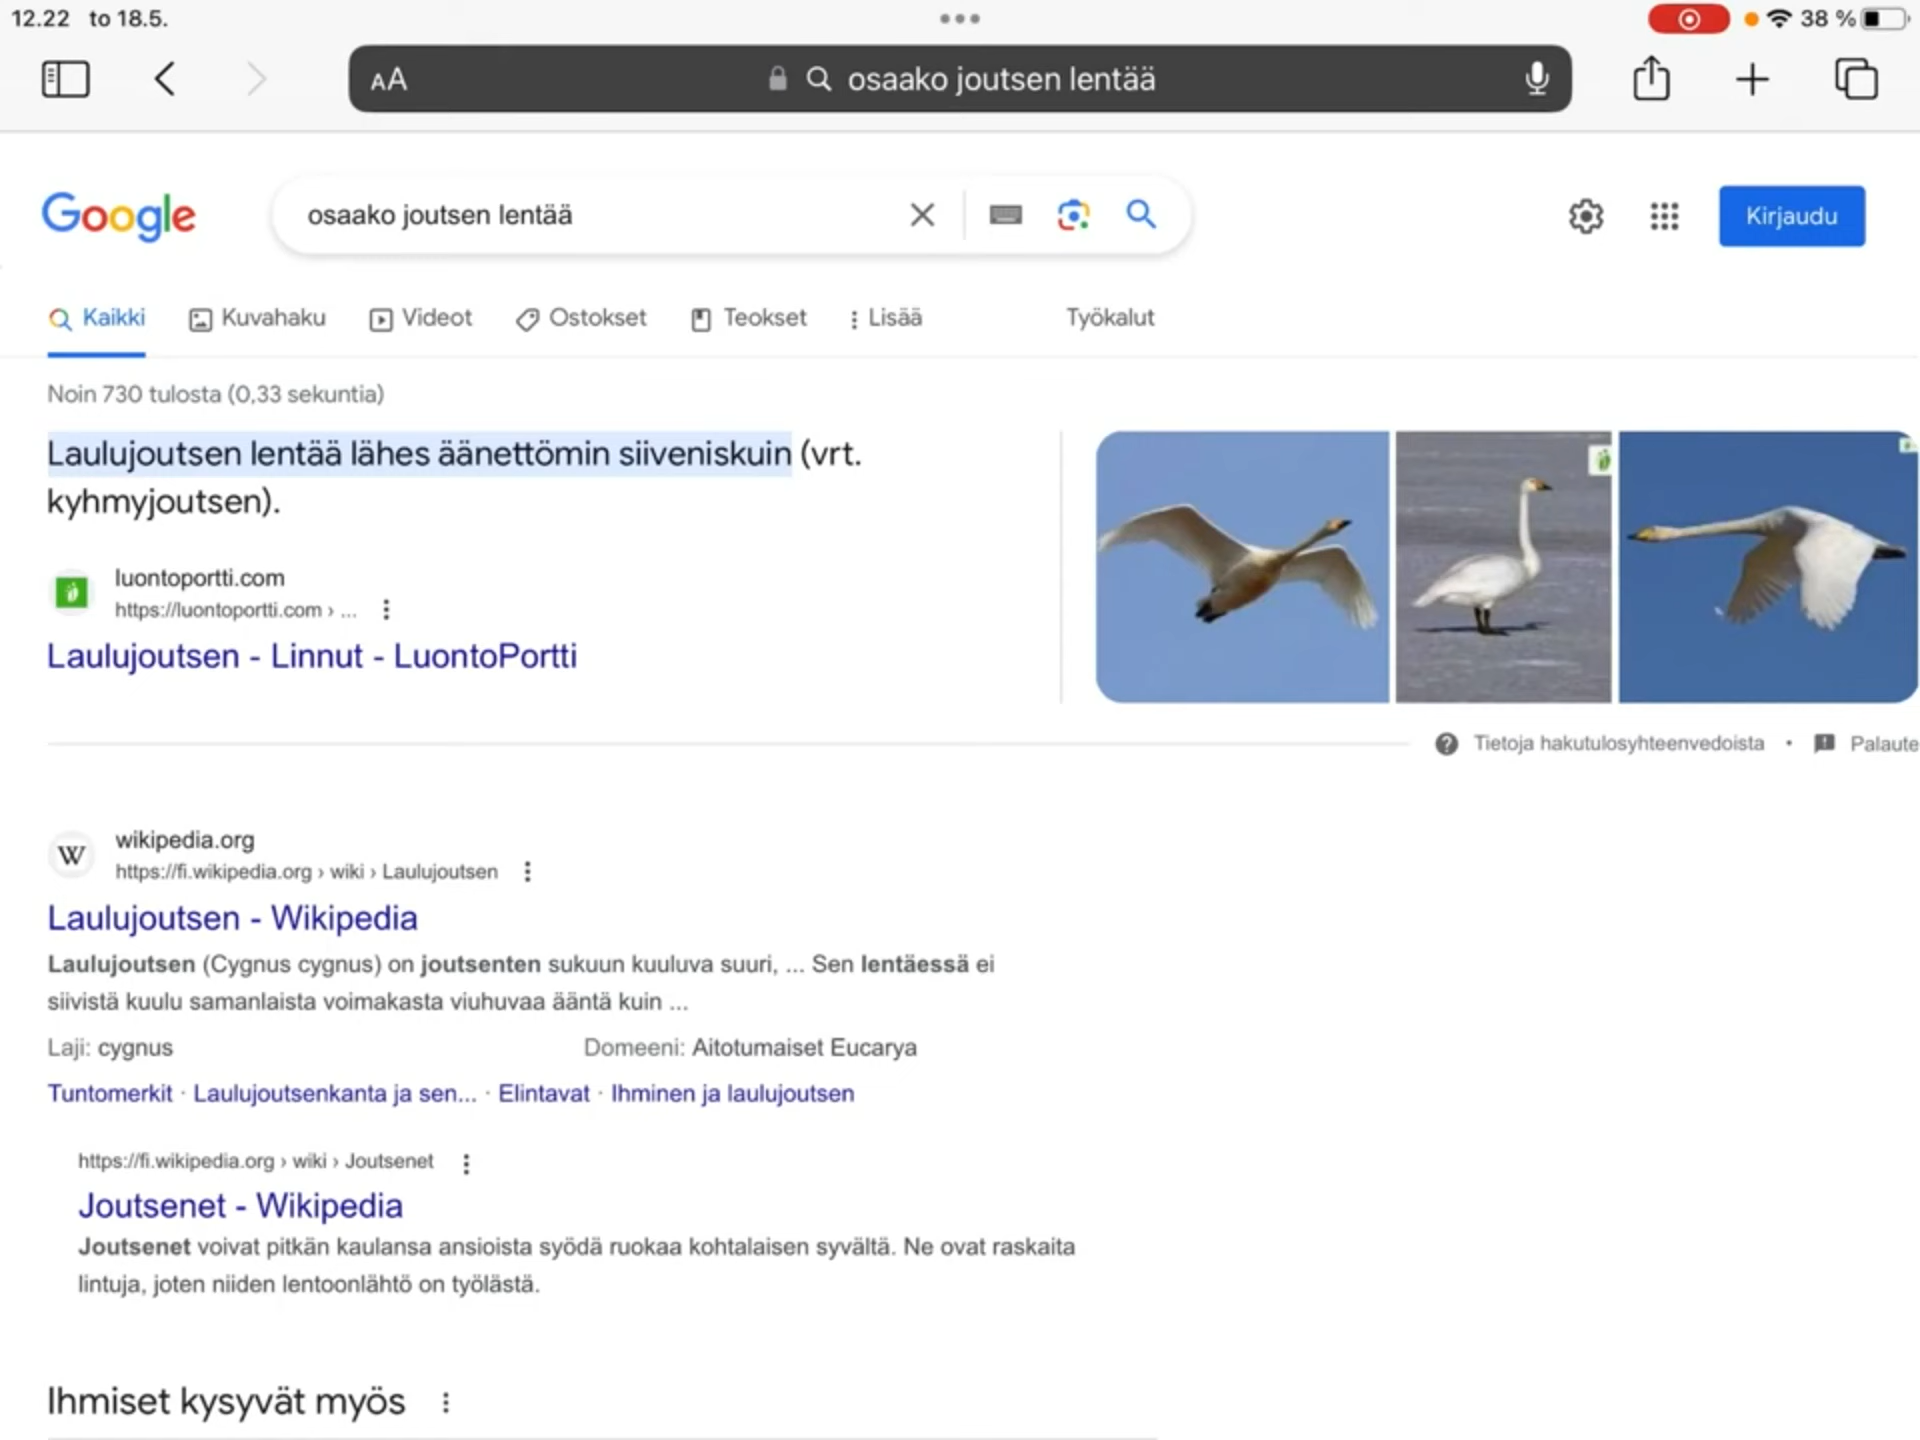 12.22 to 18.5.
38 %
AA
osaako joutsen lentää
Google
osaako joutsen lentää
Kirjaudu
Kaikki
Kuvahaku
Videot
Ostokset
Teokset
Lisää
Työkalut
Noin 730 tulosta (0,33 sekuntia)
Laulujoutsen lentää lähes äänettömin siiveniskuin (vrt.
kyhmyjoutsen).
luontoportti.com
https://luontoportti.com › ...
Laulujoutsen - Linnut - LuontoPortti
Tietoja hakutulosyhteenvedoista • Palaute
W
wikipedia.org
https://fi.wikipedia.org › wiki › Laulujoutsen
Laulujoutsen - Wikipedia
Laulujoutsen (Cygnus cygnus) on joutsenten sukuun kuuluva suuri, ... Sen lentäessä ei
siivistä kuulu samanlaista voimakasta viuhuvaa ääntä kuin ...
Laji: cygnus
Domeeni: Aitotumaiset Eucarya
Tuntomerkit · Laulujoutsenkanta ja sen... · Elintavat · Ihminen ja laulujoutsen
https://fi.wikipedia.org › wiki › Joutsenet
Joutsenet - Wikipedia
Joutsenet voivat pitkän kaulansa ansioista syödä ruokaa kohtalaisen syvältä. Ne ovat raskaita
lintuja, joten niiden lentoonlähtö on työlästä.
Ihmiset kysyvät myös